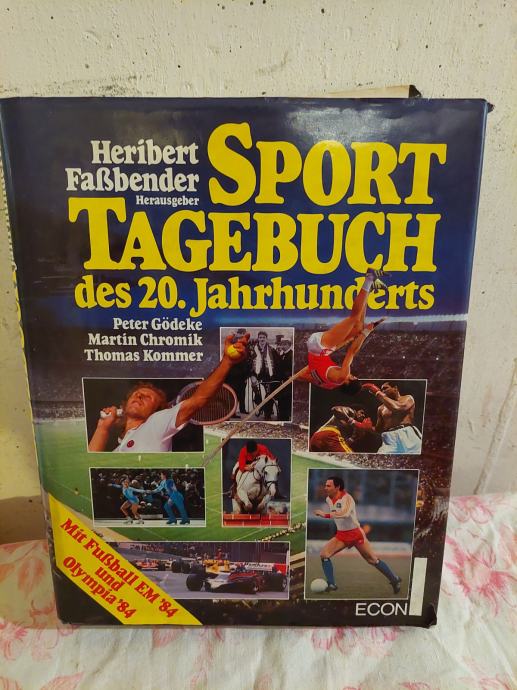 Heribert
Faßbender
Herausgeber
SPORT
TAGEBUCH
des 20. Jahrhunderts
Peter Gödeke
Martin Chromik
Thomas Kommer
Mit Fußball EM '84
und
Olympia '84
ECON